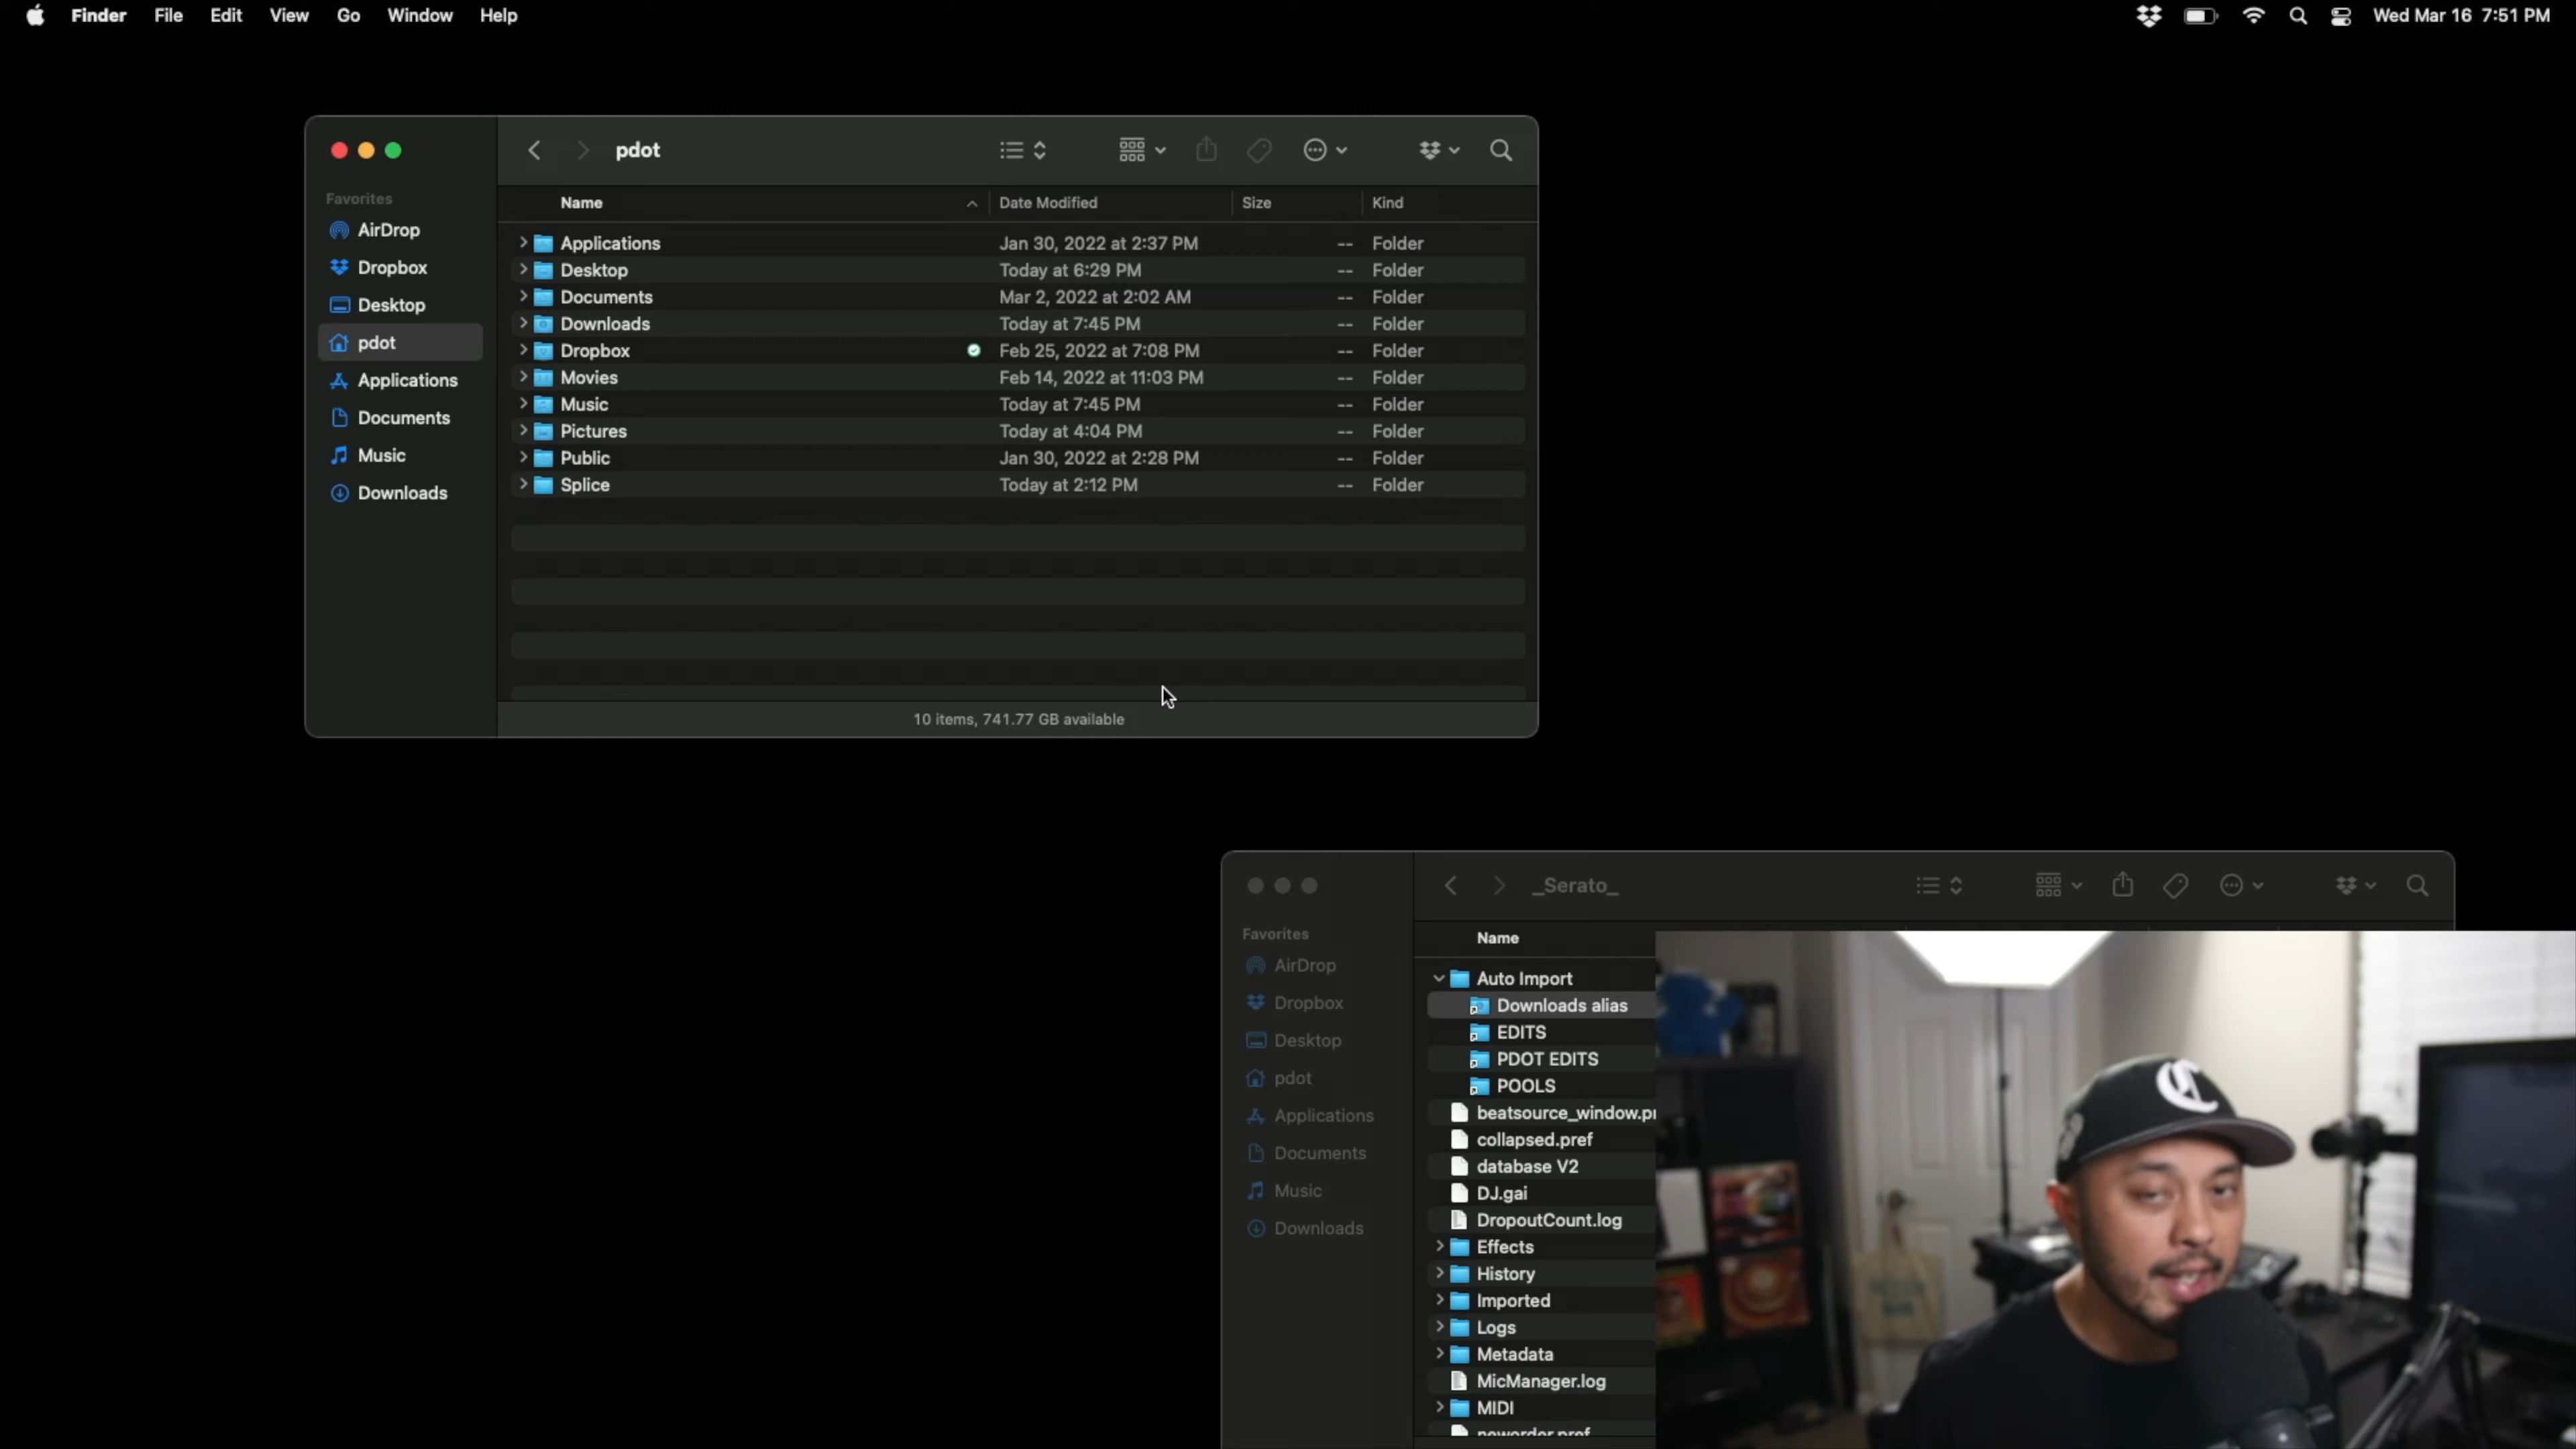 Finder File Edit View Go Window Help Wed Mar 16 7:51 PM
pdot
Favorites
AirDrop
Dropbox
Desktop
pdot
Applications
Documents
Music
Downloads
Name Date Modified Size Kind
Applications Jan 30, 2022 at 2:37 PM -- Folder
Desktop Today at 6:29 PM -- Folder
Documents Mar 2, 2022 at 2:02 AM -- Folder
Downloads Today at 7:45 PM -- Folder
Dropbox Feb 25, 2022 at 7:08 PM -- Folder
Movies Feb 14, 2022 at 11:03 PM -- Folder
Music Today at 7:45 PM -- Folder
Pictures Today at 4:04 PM -- Folder
Public Jan 30, 2022 at 2:28 PM -- Folder
Splice Today at 2:12 PM -- Folder
10 items, 741.77 GB available
_Serato_
Favorites
AirDrop
Dropbox
Desktop
pdot
Applications
Documents
Music
Downloads
Name
Auto Import
Downloads alias
EDITS
PDOT EDITS
POOLS
beatsource_window.pr
collapsed.pref
database V2
DJ.gai
DropoutCount.log
Effects
History
Imported
Logs
Metadata
MicManager.log
MIDI
neworder.pref